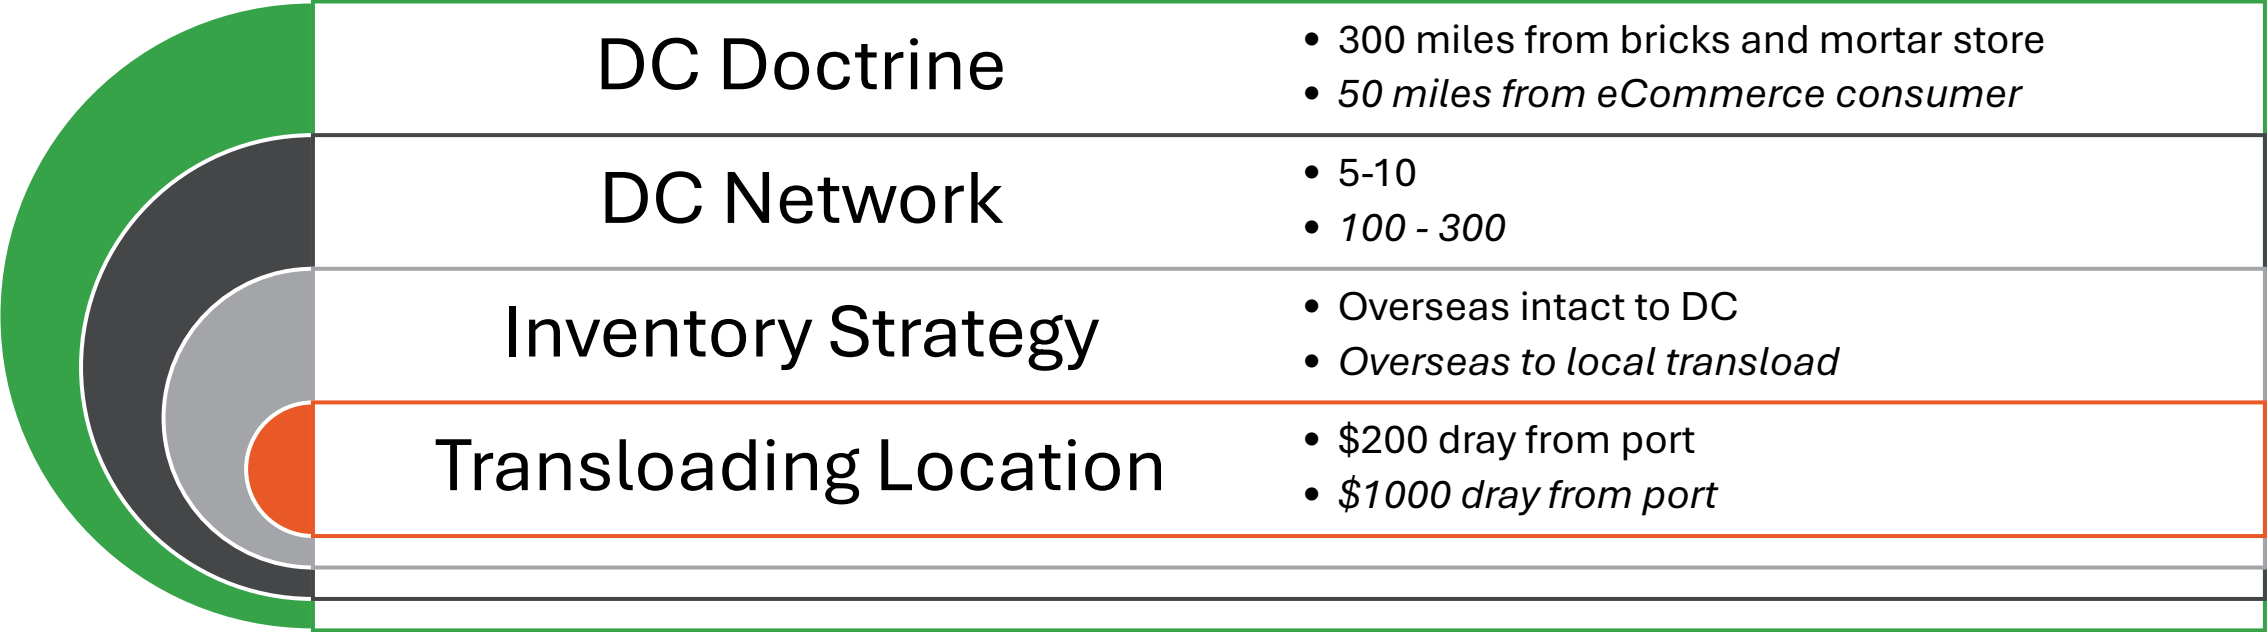 DC Doctrine
• 300 miles from bricks and mortar store
• 50 miles from eCommerce consumer
DC Network
• 5-10
• 100 - 300
Inventory Strategy
• Overseas intact to DC
• Overseas to local transload
Transloading Location
• $200 dray from port
• $1000 dray from port